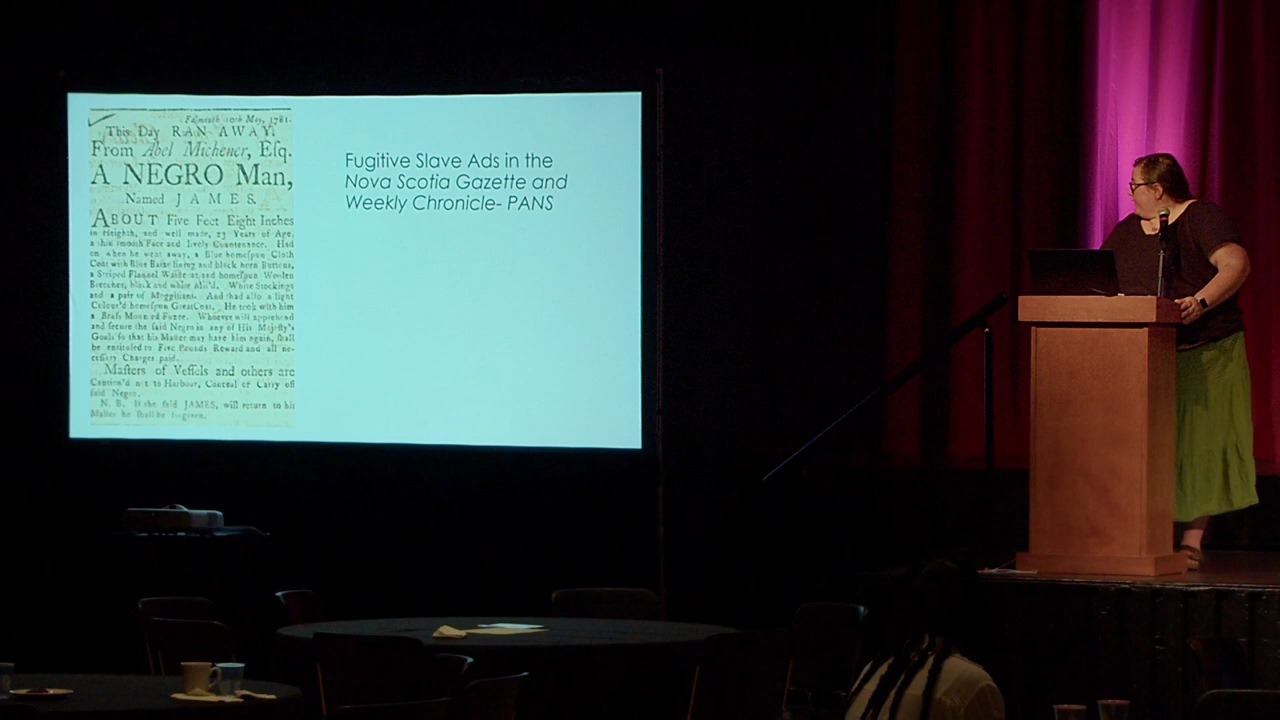 Falmouth 10th May, 1781.
This Day RAN AWAY.
From Abel Michener, Esq.
A NEGRO Man,
Named JAMES.
ABOUT Five Feet Eight Inches
in Heighth, and well made, 23 Years of Age,
a thin smooth Face and lively Countenance. Had
on when he went away, a Blue homespun Cloth
Coat with Blue Baize lining and black horn Buttons,
a Striped Flannel Waistcoat and homespun Woolen
Breeches, black and white Mix'd. White Stockings
and a pair of Moggisians. And had also a light
Colour'd homespun GreatCoat. He took with him
a Brass Mounted Fuzee. Whoever will apprehend
and secure the said Negro in any of His Majesty's
Goals so that his Master may have him again, shall
be entituled to Five Pounds Reward and all ne-
cessary Charges paid.
Masters of Vessels and others are
Caution'd not to Harbour, Conceal or Carry off
said Negro.
N. B. If the said JAMES, will return to his
Master he shall be forgiven.
Fugitive Slave Ads in the
Nova Scotia Gazette and
Weekly Chronicle- PANS